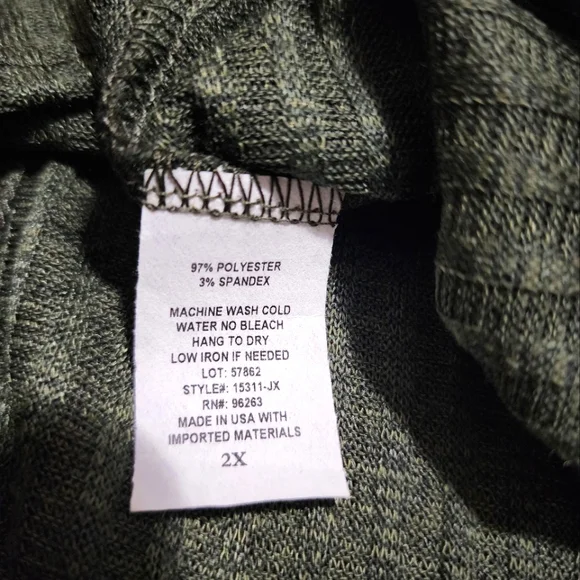 97% POLYESTER
3% SPANDEX
MACHINE WASH COLD
WATER NO BLEACH
HANG TO DRY
LOW IRON IF NEEDED
LOT: 57862
STYLE#: 15311-JX
RN#: 96263
MADE IN USA WITH
IMPORTED MATERIALS
2X